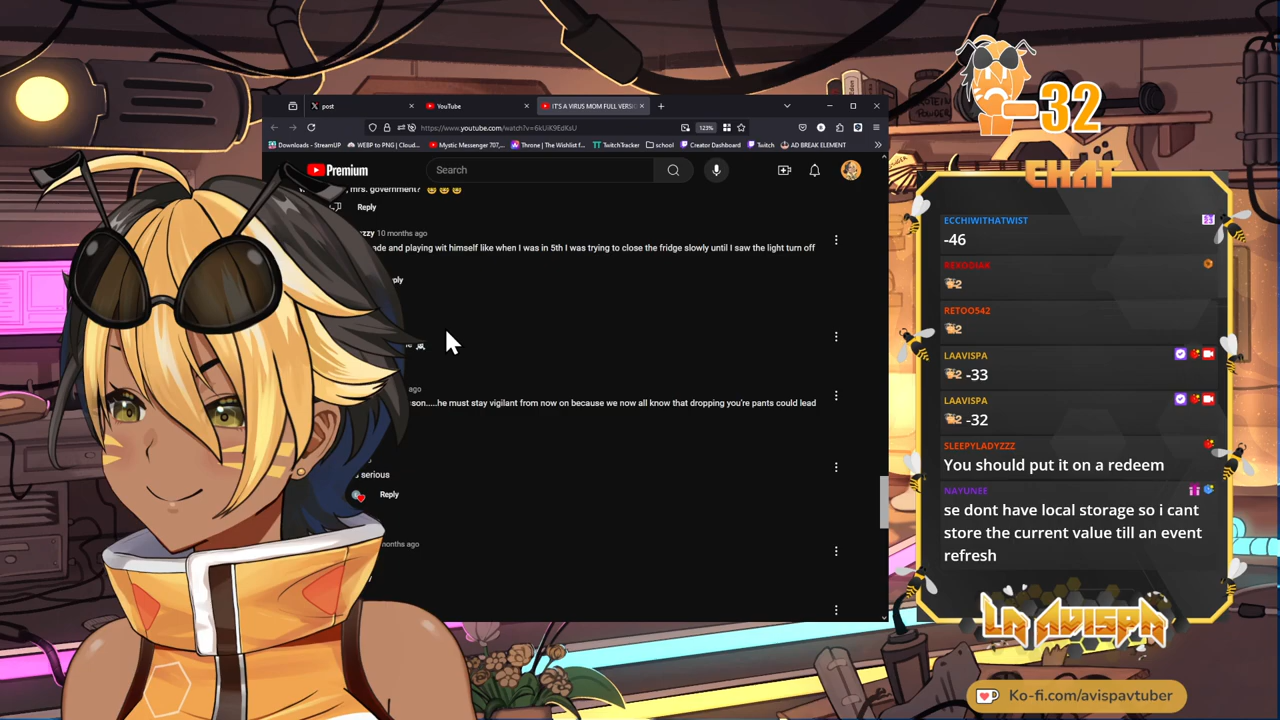 -32
post
YouTube
IT'S A VIRUS MOM FULL VERSI
https://www.youtube.com/watch?v=6kUiK9EdKsU
123%
Downloads - StreamUP
WEBP to PNG | Cloud...
Mystic Messenger 707,...
Throne | The Wishlist f...
TwitchTracker
school
Creator Dashboard
Twitch
AD BREAK ELEMENT
Premium
Search
mrs. government?
Reply
zzy 10 months ago
ade and playing wit himself like when I was in 5th I was trying to close the fridge slowly until I saw the light turn off
ply
ago
son.....he must stay vigilant from now on because we now all know that dropping you're pants could lead
serious
Reply
months ago
CHAT
ECCHIWITHATWIST
-46
REKODIAK
2
RETOO542
2
LAAVISPA
2 -33
LAAVISPA
2 -32
SLEEPYLADYZZZ
You should put it on a redeem
NAYUNEE
se dont have local storage so i cant
store the current value till an event
refresh
LA AVISPA
Ko-fi.com/avispavtuber